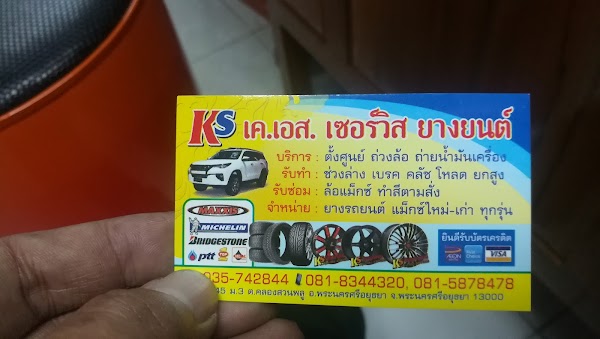 KS เค.เอส. เซอร์วิส ยางยนต์
บริการ : ตั้งศูนย์ ถ่วงล้อ ถ่ายน้ำมันเครื่อง
รับทำ : ช่วงล่าง เบรค คลัช โหลด ยกสูง
รับซ่อม : ล้อแม็กซ์ ทำสีตามสั่ง
จำหน่าย : ยางรถยนต์ แม็กซ์ใหม่-เก่า ทุกรุ่น
MAXXIS
MICHELIN
BRIDGESTONE
ptt
ยินดีรับบัตรเครดิต
AEON
VISA
035-742844 081-8344320, 081-5878478
45 ม.3 ต.คลองสวนพลู อ.พระนครศรีอยุธยา จ.พระนครศรีอยุธยา 13000